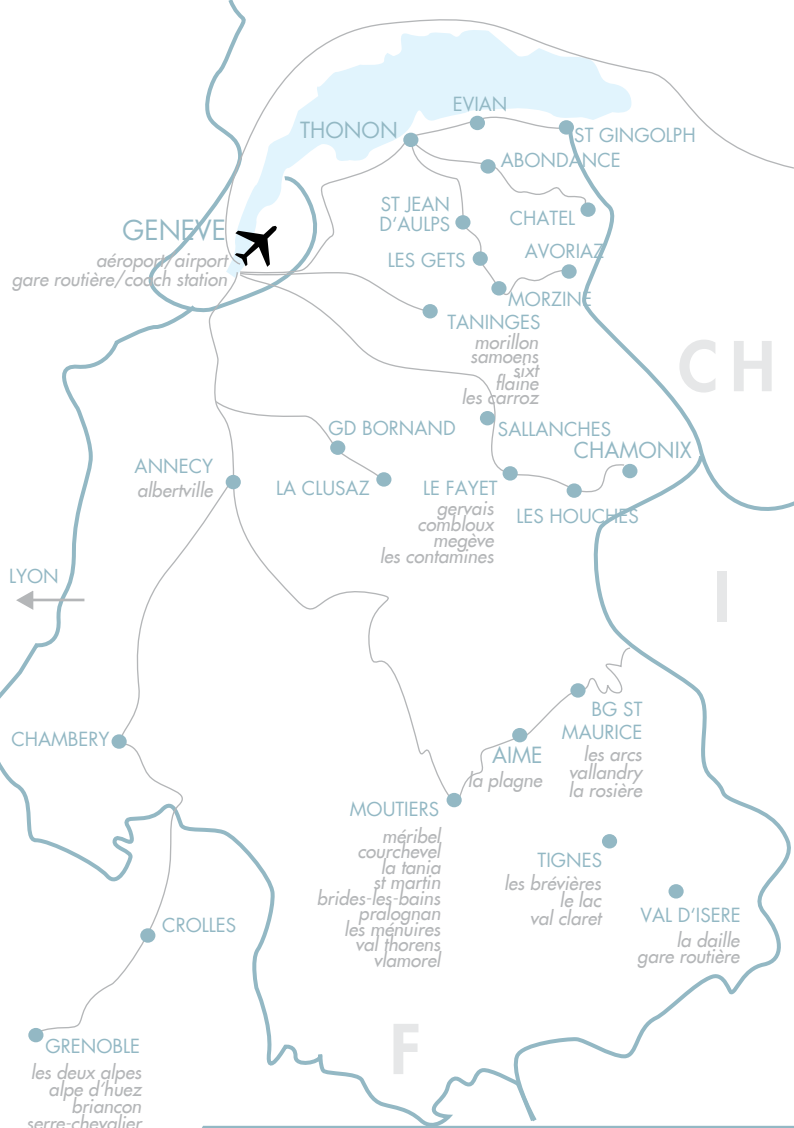 EVIAN
THONON
ST GINGOLPH
ABONDANCE
ST JEAN
D'AULPS
CHATEL
GENEVE
aéroport/airport
gare routière/coach station
LES GETS
AVORIAZ
MORZINE
TANINGES
morillon
samoens
sixt
flaine
les carroz
CH
GD BORNAND
SALLANCHES
CHAMONIX
ANNECY
albertville
LA CLUSAZ
LE FAYET
gervais
combloux
megève
les contamines
LES HOUCHES
LYON
I
CHAMBERY
BG ST
MAURICE
les arcs
vallandry
la rosière
AIME
la plagne
MOUTIERS
méribel
courchevel
la tania
st martin
brides-les-bains
pralognan
les ménuires
val thorens
vlamorel
TIGNES
les brévières
le lac
val claret
VAL D'ISERE
la daille
gare routière
CROLLES
F
GRENOBLE
les deux alpes
alpe d'huez
briancon
serre-chevalier